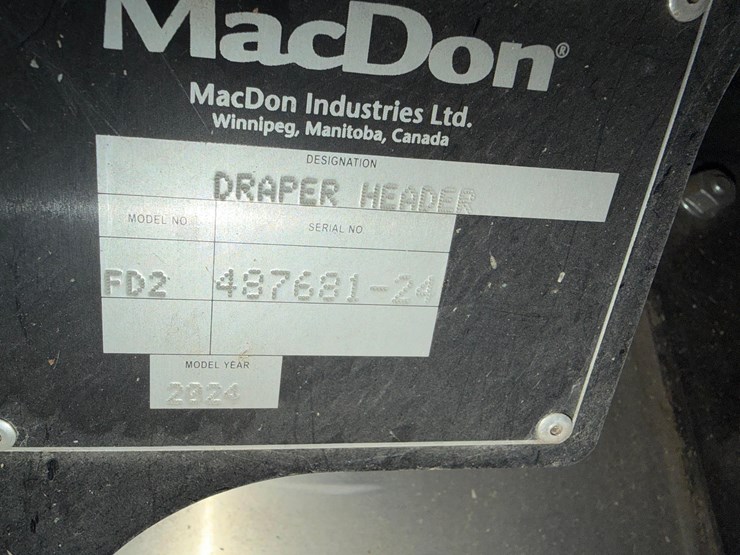 MacDon®
MacDon Industries Ltd.
Winnipeg, Manitoba, Canada
DESIGNATION
DRAPER HEADER
MODEL NO
SERIAL NO
FD2
487681-24
MODEL YEAR
2024